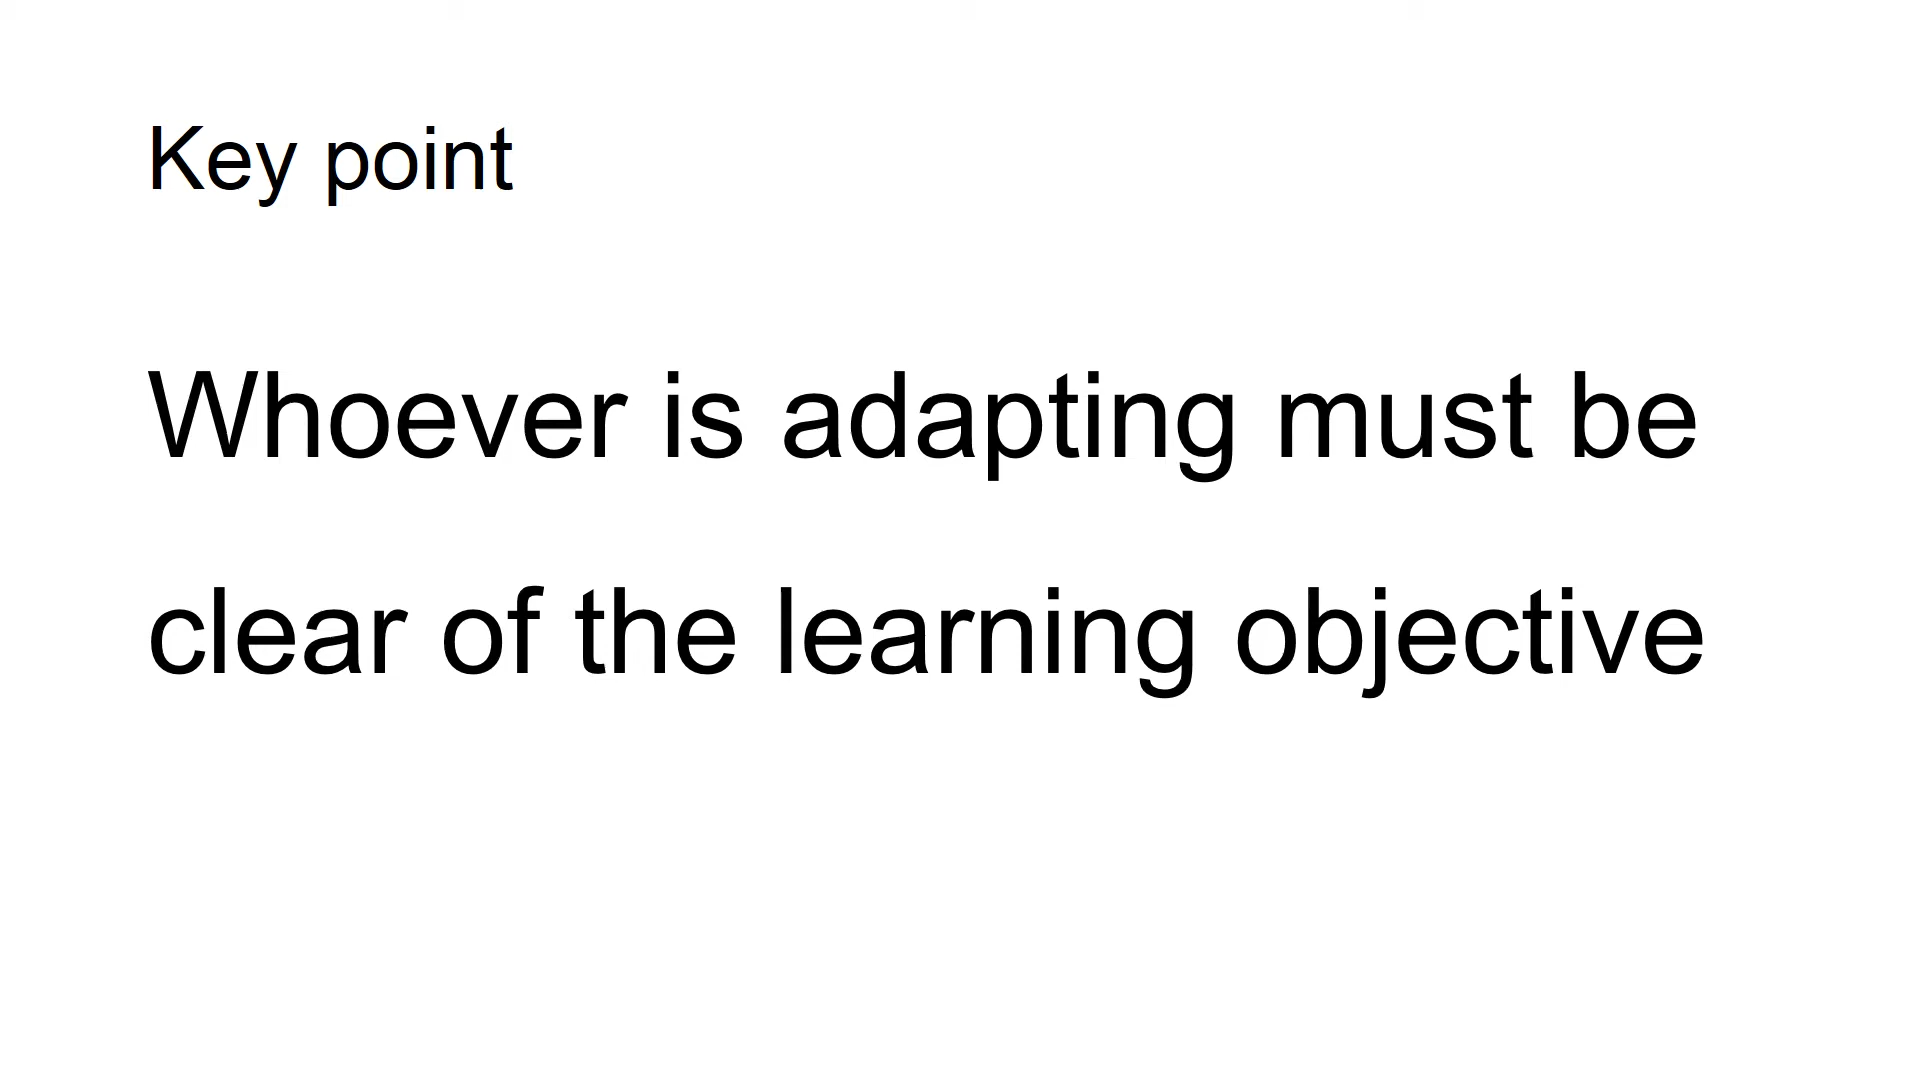 Key point
Whoever is adapting must be
clear of the learning objective